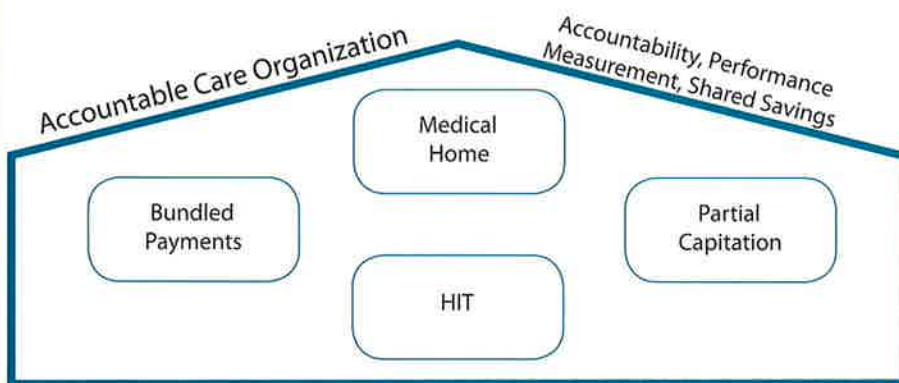 Accountable Care Organization
Accountability, Performance
Measurement, Shared Savings
Medical
Home
Bundled
Payments
Partial
Capitation
HIT